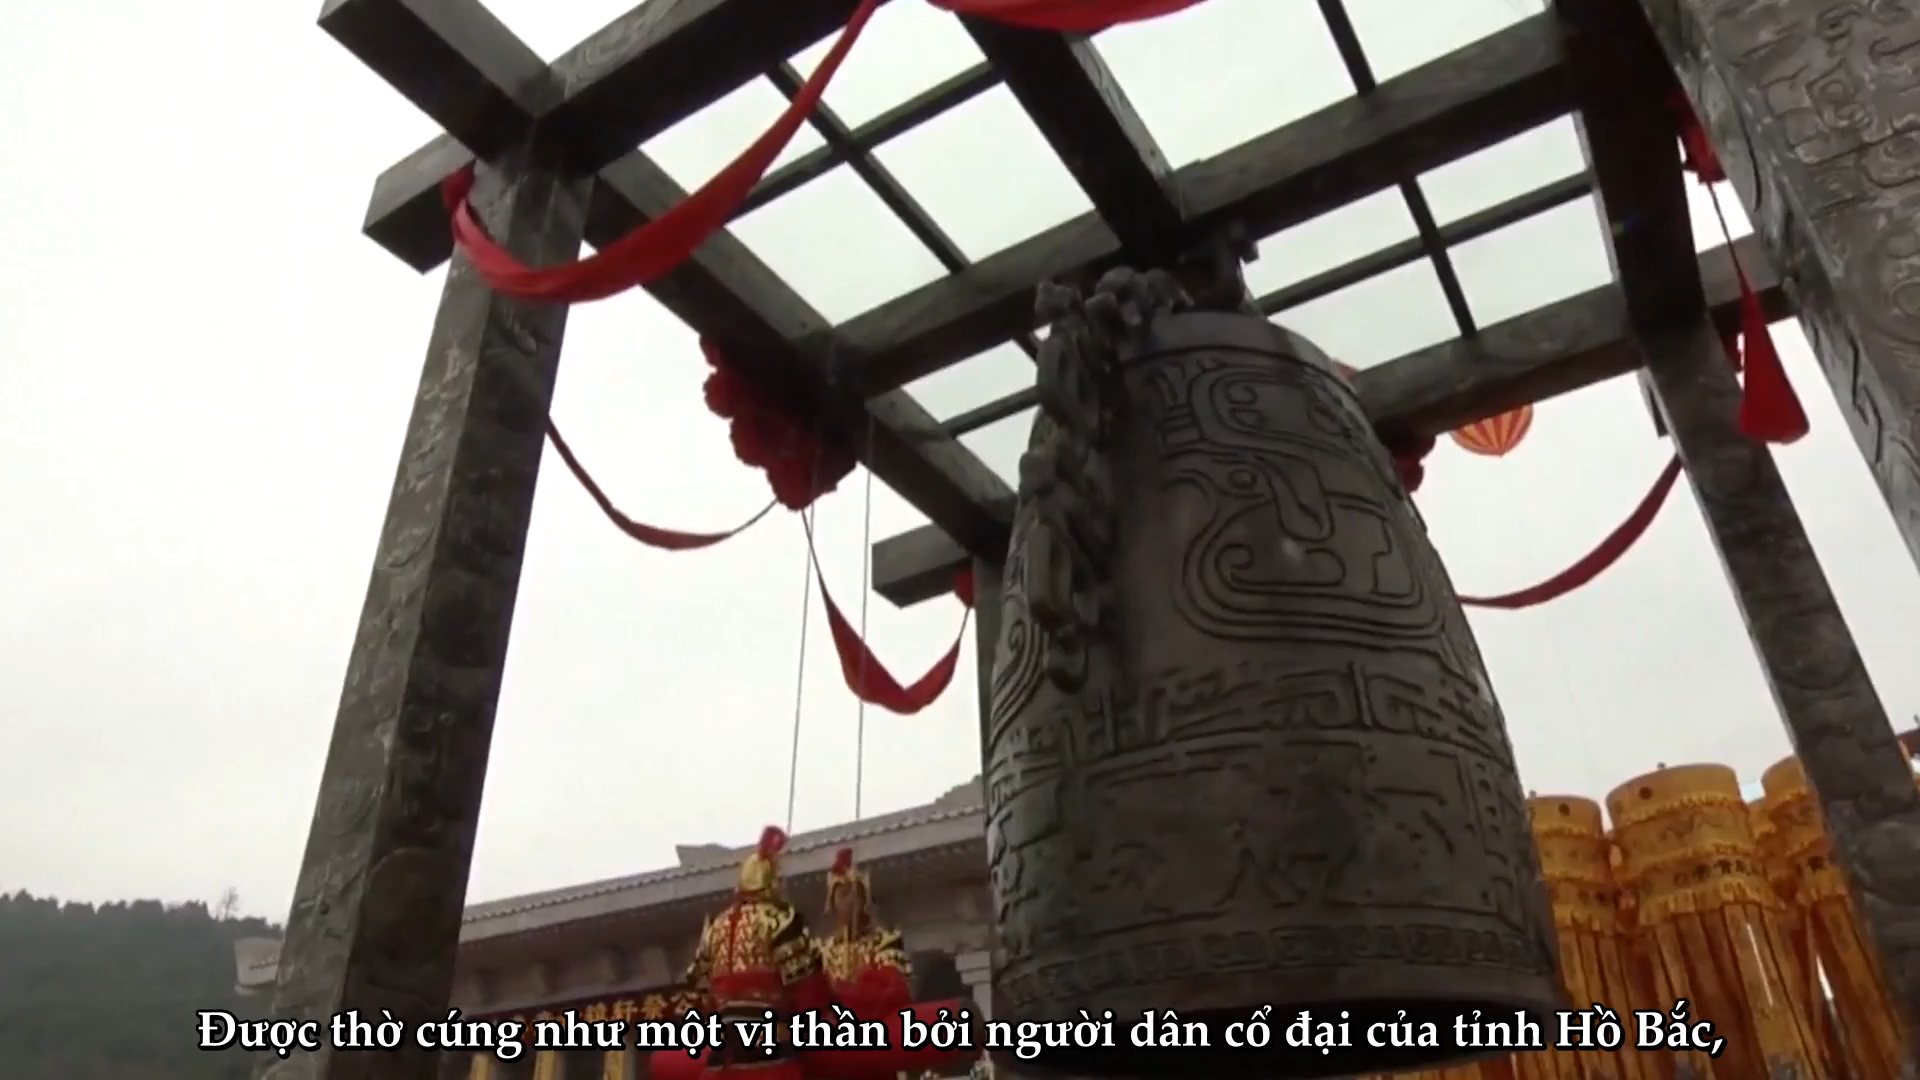 Được thờ cúng như một vị thần bởi người dân cổ đại của tỉnh Hồ Bắc,